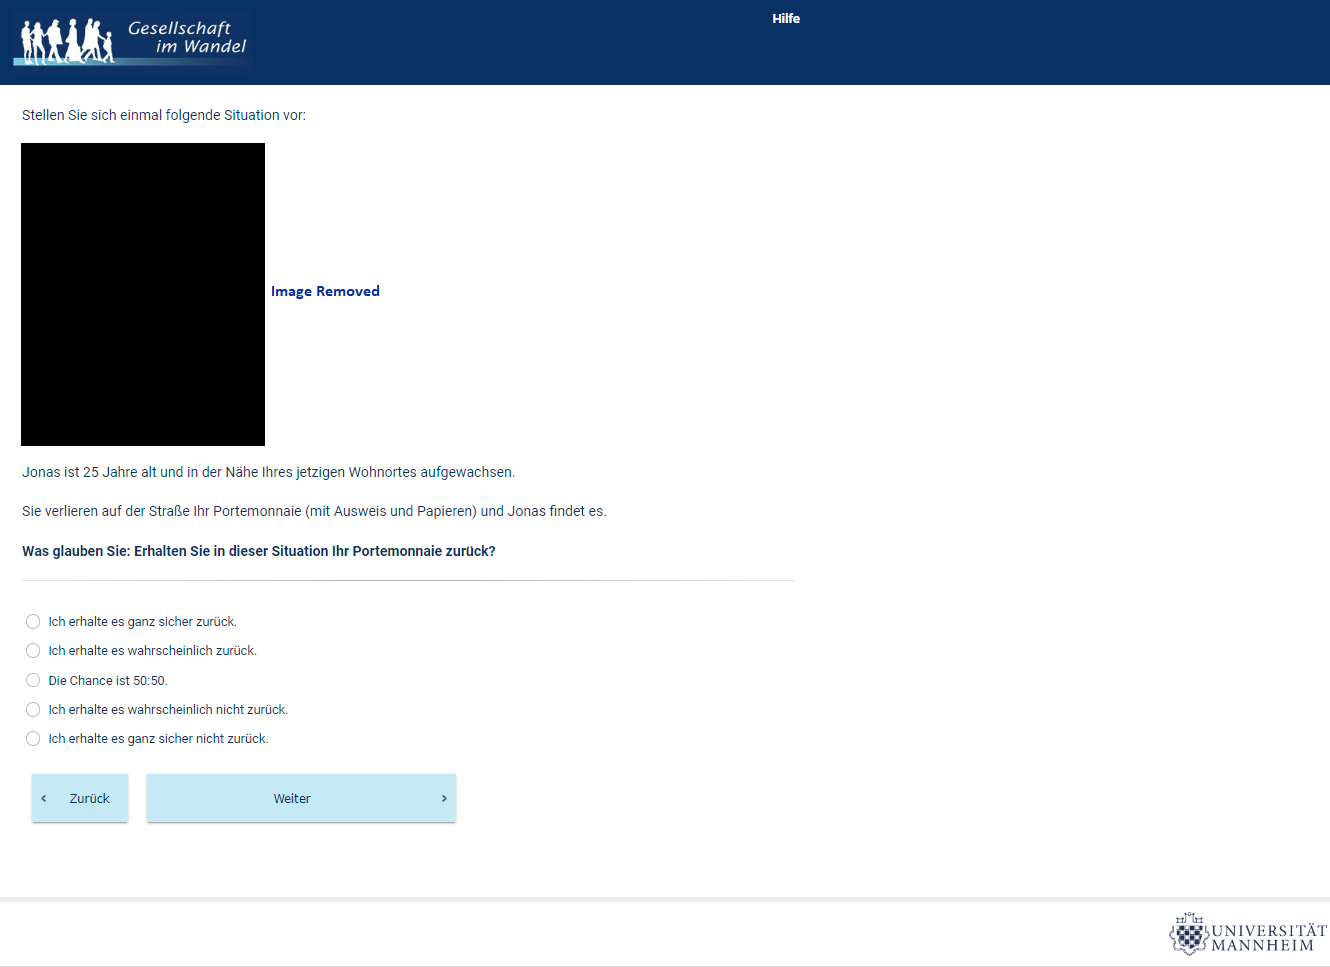 Gesellschaft
im Wandel
Hilfe
Stellen Sie sich einmal folgende Situation vor:
Image Removed
Jonas ist 25 Jahre alt und in der Nähe Ihres jetzigen Wohnortes aufgewachsen.
Sie verlieren auf der Straße Ihr Portemonnaie (mit Ausweis und Papieren) und Jonas findet es.
Was glauben Sie: Erhalten Sie in dieser Situation Ihr Portemonnaie zurück?
Ich erhalte es ganz sicher zurück.
Ich erhalte es wahrscheinlich zurück.
Die Chance ist 50:50.
Ich erhalte es wahrscheinlich nicht zurück.
Ich erhalte es ganz sicher nicht zurück.
‹ Zurück
Weiter ›
UNIVERSITÄT
MANNHEIM